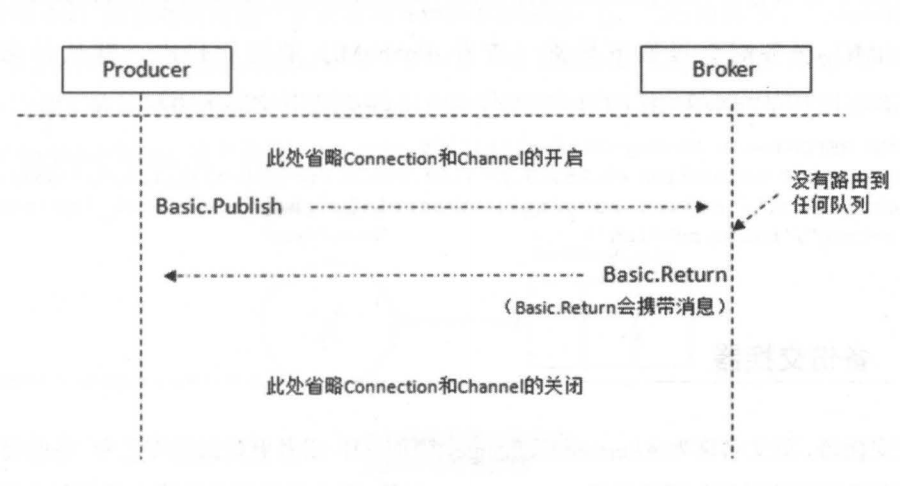 Producer
Broker
此处省略Connection和Channel的开启
没有路由到
任何队列
Basic.Publish
Basic.Return
（Basic.Return会携带消息）
此处省略Connection和Channel的关闭